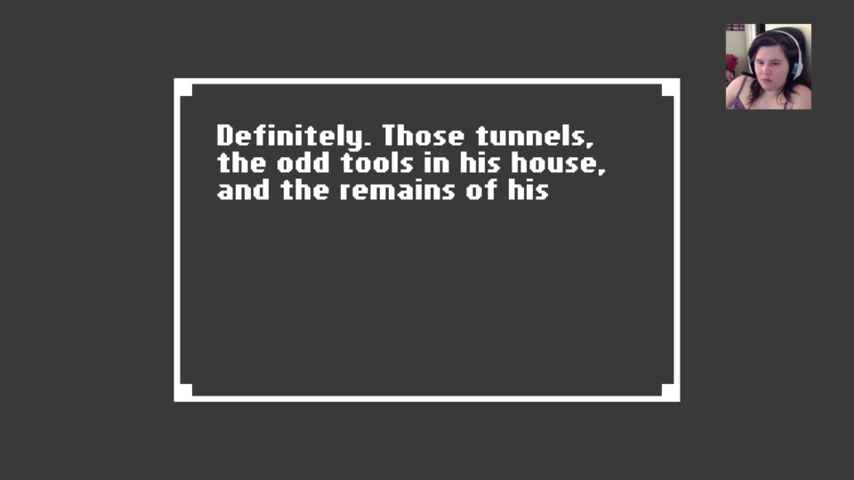 Definitely. Those tunnels,
the odd tools in his house,
and the remains of his